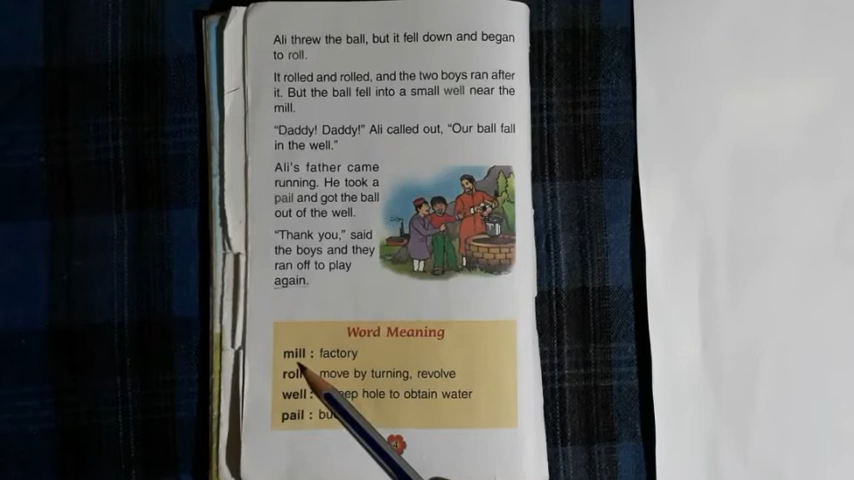 Ali threw the ball, but it fell down and began
to roll.
It rolled and rolled, and the two boys ran after
it. But the ball fell into a small well near the
mill.
"Daddy! Daddy!" Ali called out, "Our ball fall
in the well."
Ali's father came
running. He took a
pail and got the ball
out of the well.
"Thank you," said
the boys and they
ran off to play
again.
Word Meaning
mill : factory
roll move by turning, revolve
well : hole to obtain water
pail :